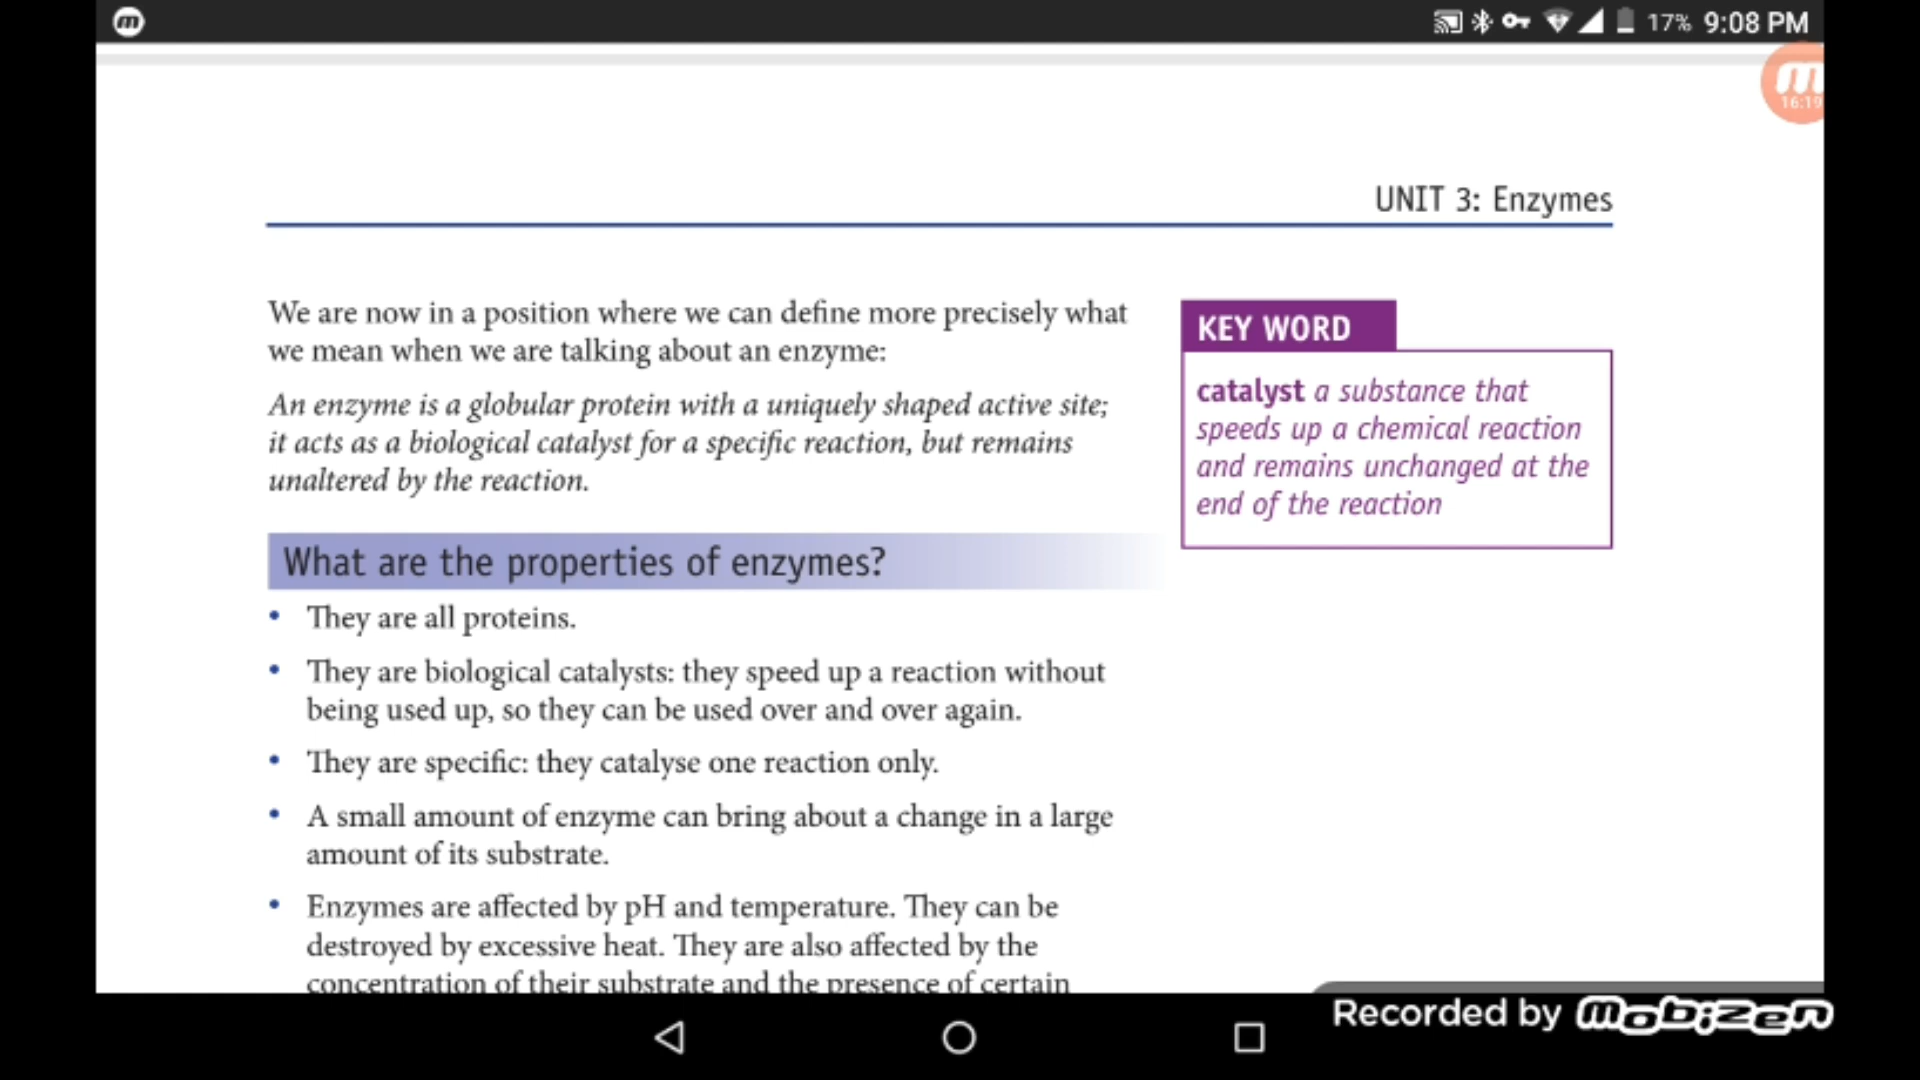 17% 9:08 PM
16:19
UNIT 3: Enzymes
We are now in a position where we can define more precisely what
we mean when we are talking about an enzyme:
An enzyme is a globular protein with a uniquely shaped active site;
it acts as a biological catalyst for a specific reaction, but remains
unaltered by the reaction.
KEY WORD
catalyst a substance that
speeds up a chemical reaction
and remains unchanged at the
end of the reaction
What are the properties of enzymes?
• They are all proteins.
• They are biological catalysts: they speed up a reaction without
being used up, so they can be used over and over again.
• They are specific: they catalyse one reaction only.
• A small amount of enzyme can bring about a change in a large
amount of its substrate.
• Enzymes are affected by pH and temperature. They can be
destroyed by excessive heat. They are also affected by the
concentration of their substrate and the presence of certain
Recorded by mobizen